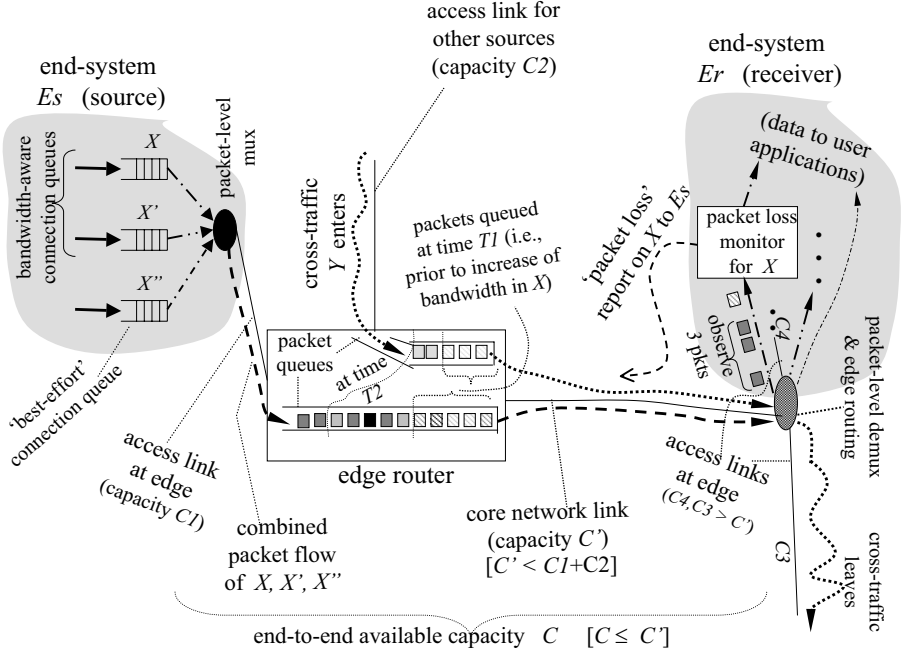 end-system
Es (source)
bandwidth-aware
connection queues
X
X'
X''
packet-level
mux
'best-effort'
connection queue
access link
at edge
(capacity C1)
combined
packet flow
of X, X', X''
access link for
other sources
(capacity C2)
cross-traffic
Y enters
packets queued
at time T1 (i.e.,
prior to increase of
bandwidth in X)
packet
queues
at time
T2
edge router
core network link
(capacity C')
[C' < C1+C2]
'packet loss'
report on X to Es
end-system
Er (receiver)
(data to user
applications)
packet loss
monitor
for X
observe
3 pkts
C4
packet-level demux
& edge routing
access links
at edge
(C4,C3 > C')
C3
cross-traffic
leaves
end-to-end available capacity C [C ≤ C']